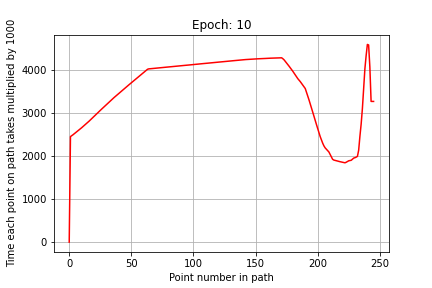 Epoch: 10
Time each point on path takes multiplied by 1000
4000
3000
2000
1000
0
0 50 100 150 200 250
Point number in path